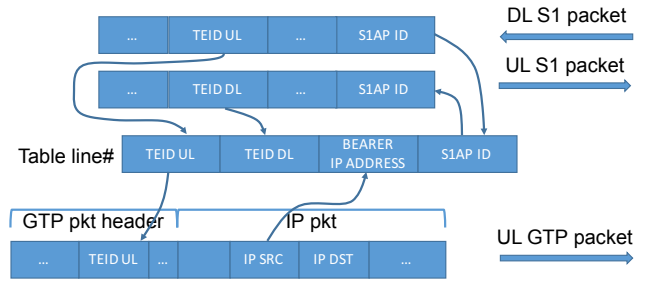 ... TEID UL ... S1AP ID
DL S1 packet
... TEID DL ... S1AP ID
UL S1 packet
Table line# TEID UL TEID DL BEARER IP ADDRESS S1AP ID
GTP pkt header IP pkt
... TEID UL ... IP SRC IP DST ...
UL GTP packet